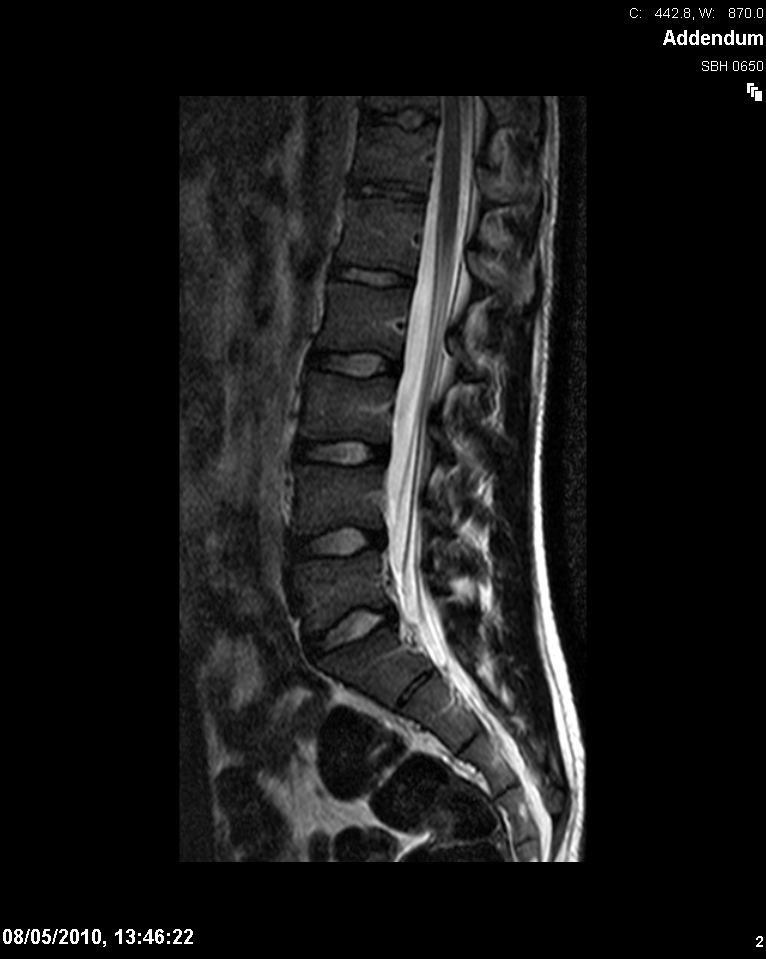 C: 442.8, W: 870.0
Addendum
SBH 0650
08/05/2010, 13:46:22
2